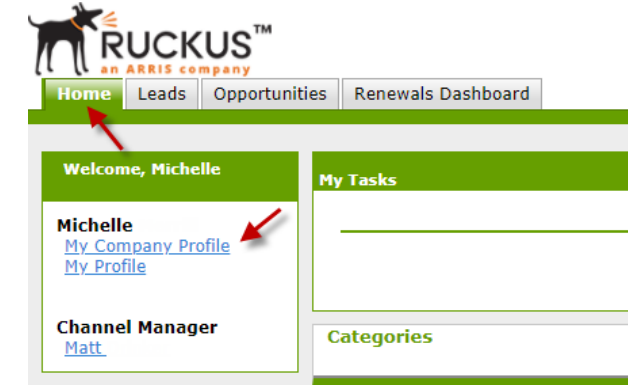 RUCKUS™
an ARRIS company
Home Leads Opportunities Renewals Dashboard
Welcome, Michelle
My Tasks
Michelle
My Company Profile
My Profile
Channel Manager
Matt
Categories